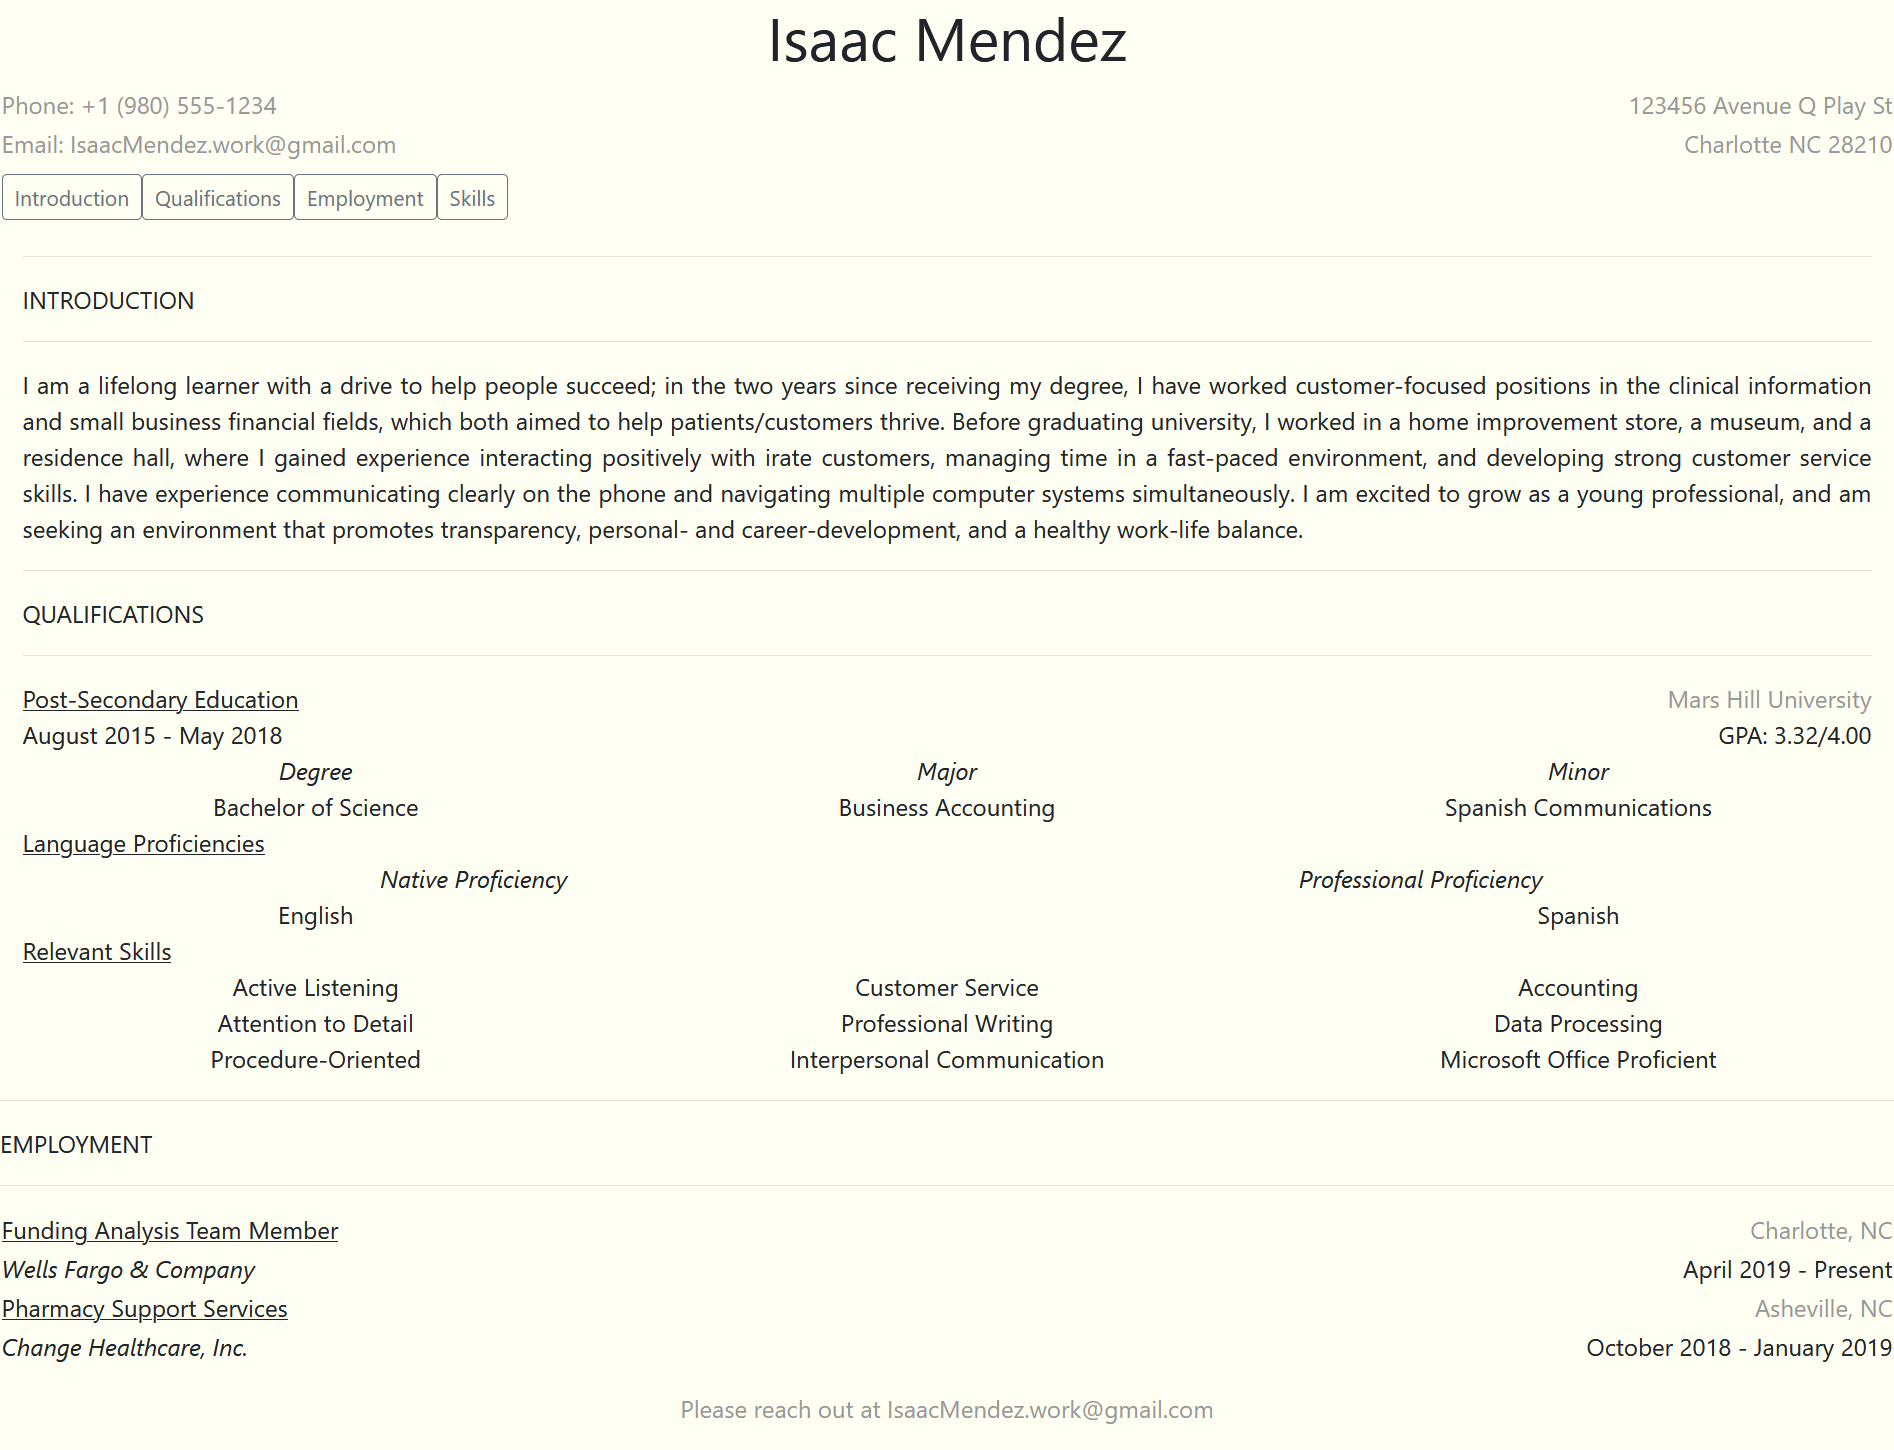 Isaac Mendez
Phone: +1 (980) 555-1234
123456 Avenue Q Play St
Email: IsaacMendez.work@gmail.com
Charlotte NC 28210
Introduction Qualifications Employment Skills
INTRODUCTION
I am a lifelong learner with a drive to help people succeed; in the two years since receiving my degree, I have worked customer-focused positions in the clinical information
and small business financial fields, which both aimed to help patients/customers thrive. Before graduating university, I worked in a home improvement store, a museum, and a
residence hall, where I gained experience interacting positively with irate customers, managing time in a fast-paced environment, and developing strong customer service
skills. I have experience communicating clearly on the phone and navigating multiple computer systems simultaneously. I am excited to grow as a young professional, and am
seeking an environment that promotes transparency, personal- and career-development, and a healthy work-life balance.
QUALIFICATIONS
Post-Secondary Education Mars Hill University
August 2015 - May 2018 GPA: 3.32/4.00
Degree Major Minor
Bachelor of Science Business Accounting Spanish Communications
Language Proficiencies
Native Proficiency Professional Proficiency
English Spanish
Relevant Skills
Active Listening Customer Service Accounting
Attention to Detail Professional Writing Data Processing
Procedure-Oriented Interpersonal Communication Microsoft Office Proficient
EMPLOYMENT
Funding Analysis Team Member Charlotte, NC
Wells Fargo & Company April 2019 - Present
Pharmacy Support Services Asheville, NC
Change Healthcare, Inc. October 2018 - January 2019
Please reach out at IsaacMendez.work@gmail.com